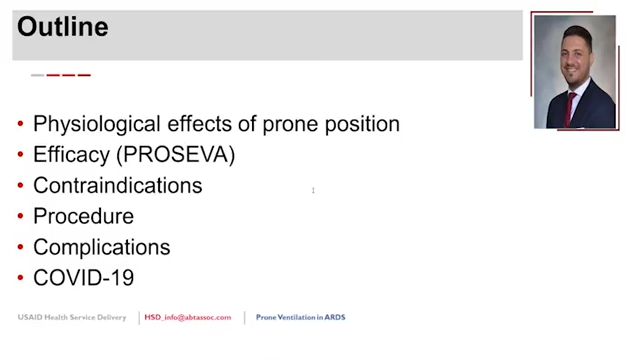 Outline
• Physiological effects of prone position
• Efficacy (PROSEVA)
• Contraindications
• Procedure
• Complications
• COVID-19
USAID Health Service Delivery | HSD_info@abtassoc.com | Prone Ventilation in ARDS